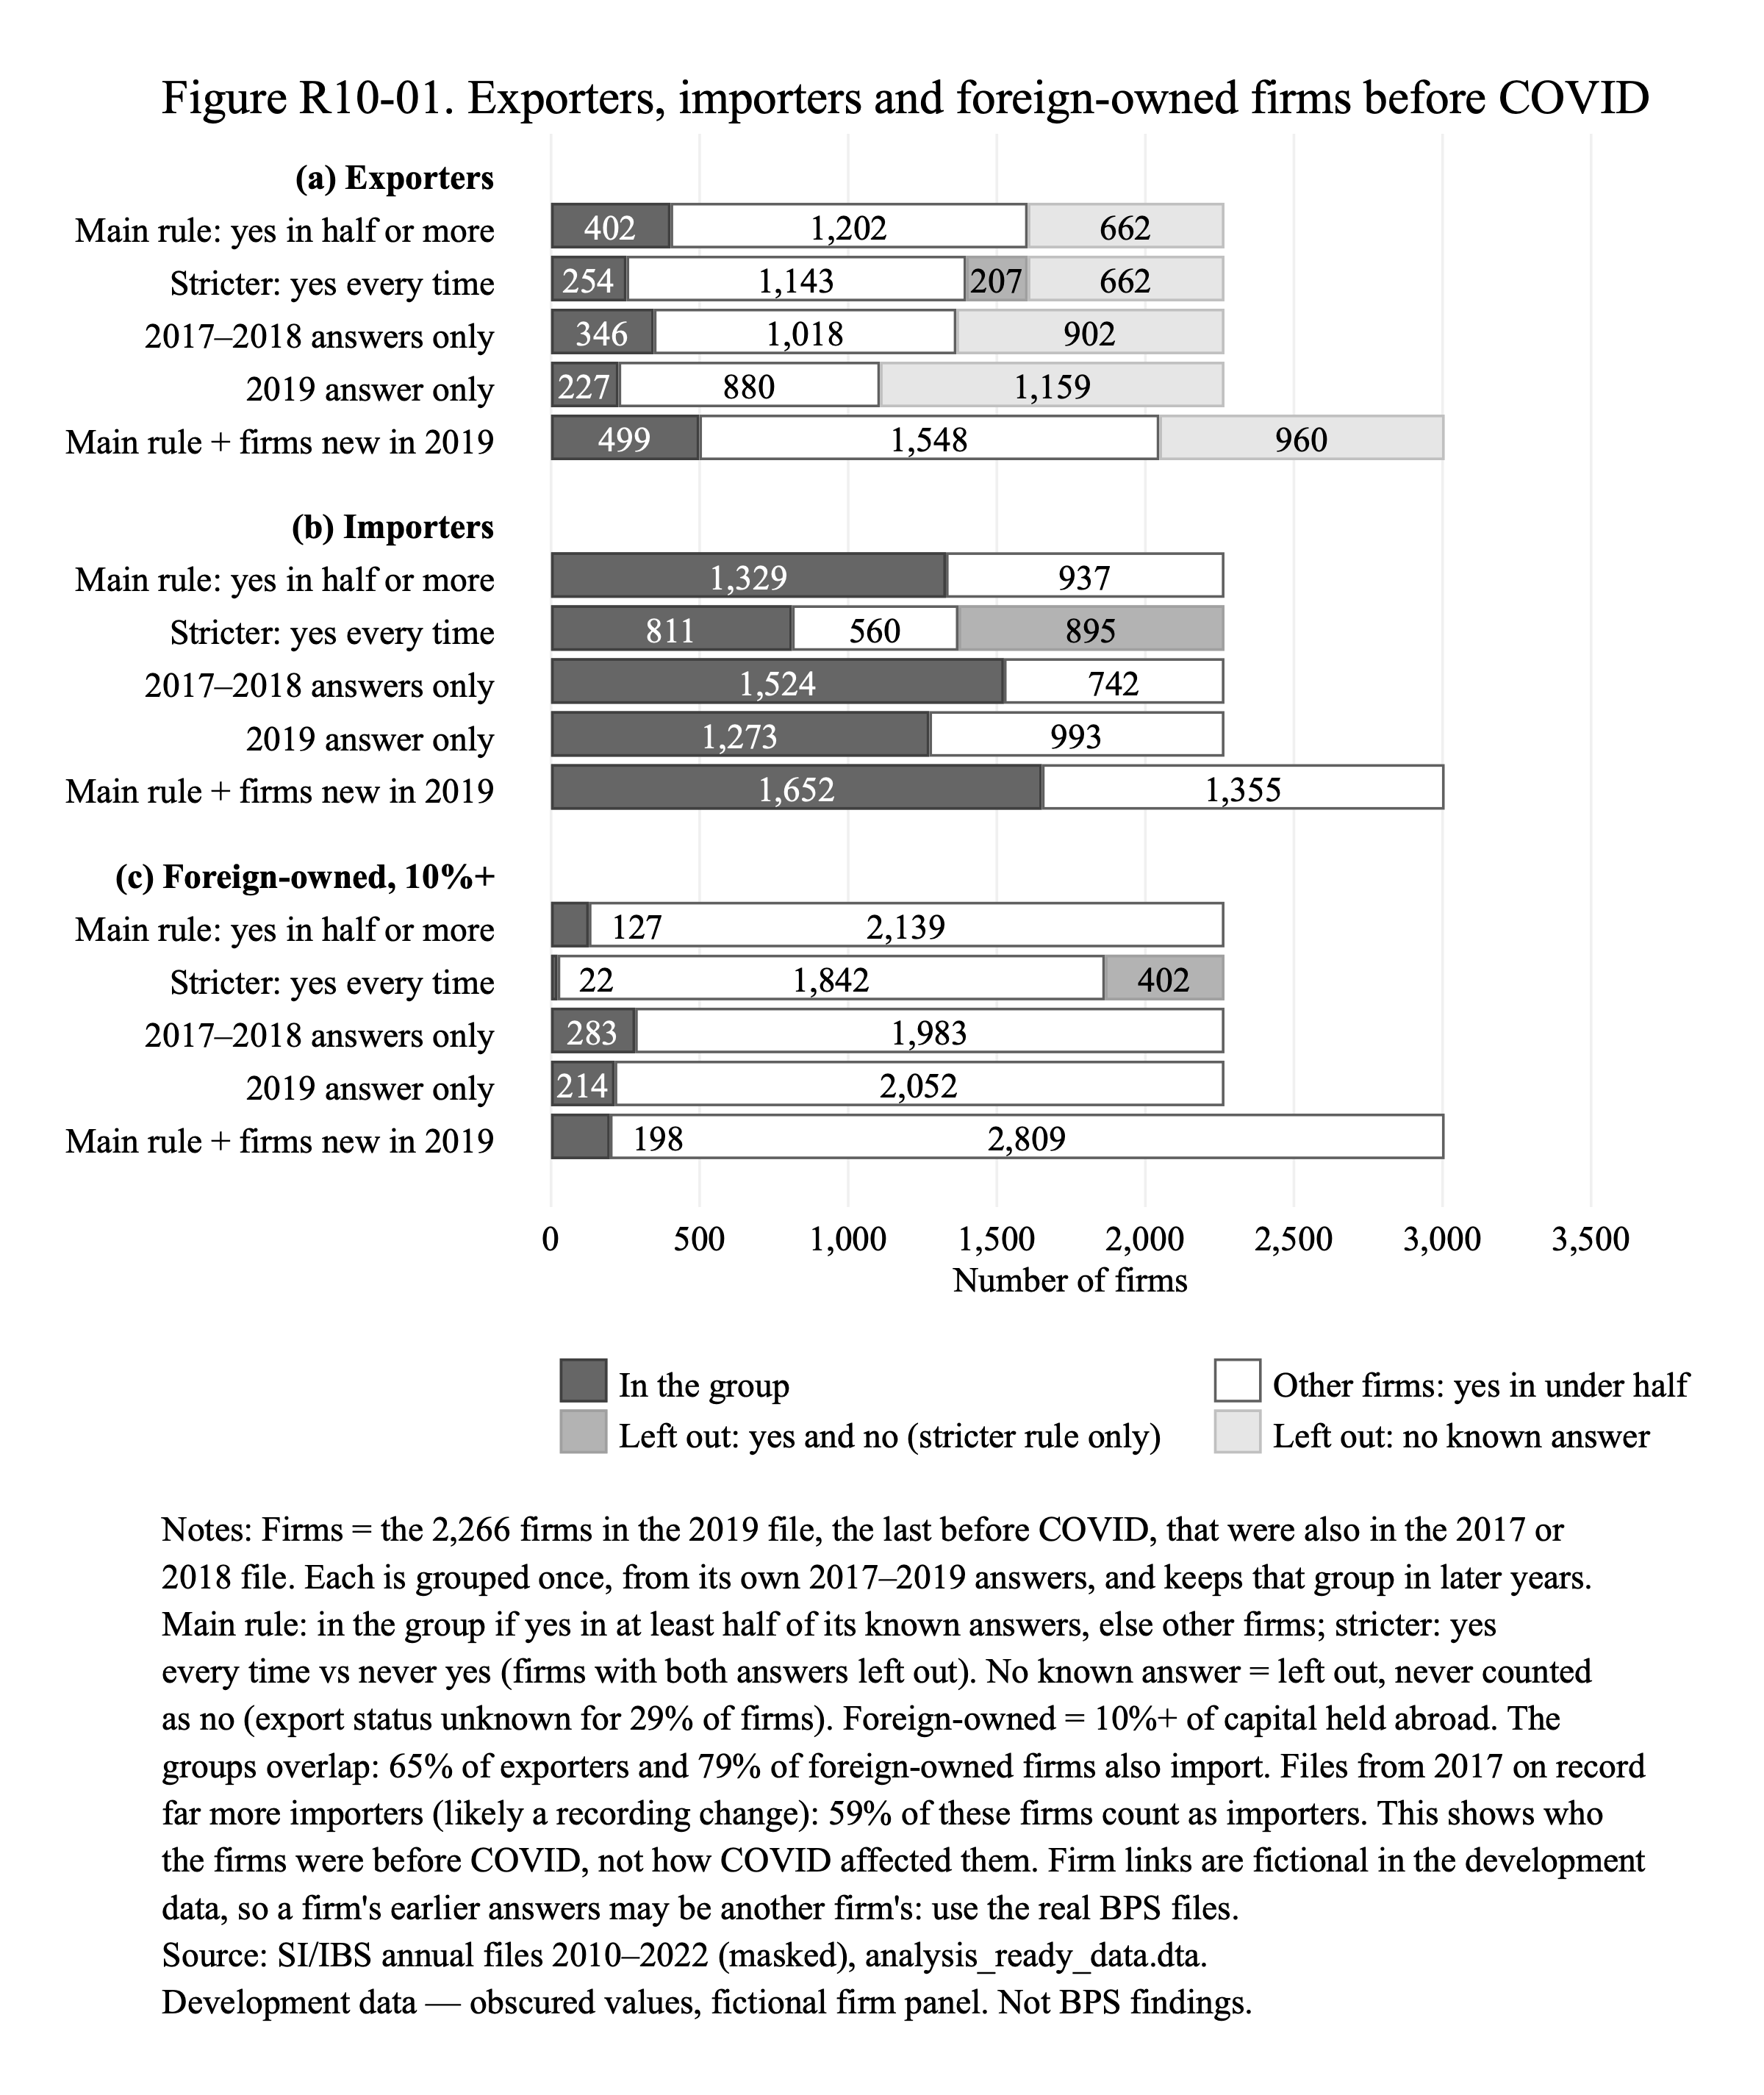 Figure R10-01. Exporters, importers and foreign-owned firms before COVID
(a) Exporters
Main rule: yes in half or more 402 1,202 662
Stricter: yes every time 254 1,143 207 662
2017–2018 answers only 346 1,018 902
2019 answer only 227 880 1,159
Main rule + firms new in 2019 499 1,548 960
(b) Importers
Main rule: yes in half or more 1,329 937
Stricter: yes every time 811 560 895
2017–2018 answers only 1,524 742
2019 answer only 1,273 993
Main rule + firms new in 2019 1,652 1,355
(c) Foreign-owned, 10%+
Main rule: yes in half or more 127 2,139
Stricter: yes every time 22 1,842 402
2017–2018 answers only 283 1,983
2019 answer only 214 2,052
Main rule + firms new in 2019 198 2,809
0 500 1,000 1,500 2,000 2,500 3,000 3,500
Number of firms
In the group Other firms: yes in under half
Left out: yes and no (stricter rule only) Left out: no known answer
Notes: Firms = the 2,266 firms in the 2019 file, the last before COVID, that were also in the 2017 or
2018 file. Each is grouped once, from its own 2017–2019 answers, and keeps that group in later years.
Main rule: in the group if yes in at least half of its known answers, else other firms; stricter: yes
every time vs never yes (firms with both answers left out). No known answer = left out, never counted
as no (export status unknown for 29% of firms). Foreign-owned = 10%+ of capital held abroad. The
groups overlap: 65% of exporters and 79% of foreign-owned firms also import. Files from 2017 on record
far more importers (likely a recording change): 59% of these firms count as importers. This shows who
the firms were before COVID, not how COVID affected them. Firm links are fictional in the development
data, so a firm's earlier answers may be another firm's: use the real BPS files.
Source: SI/IBS annual files 2010–2022 (masked), analysis_ready_data.dta.
Development data — obscured values, fictional firm panel. Not BPS findings.